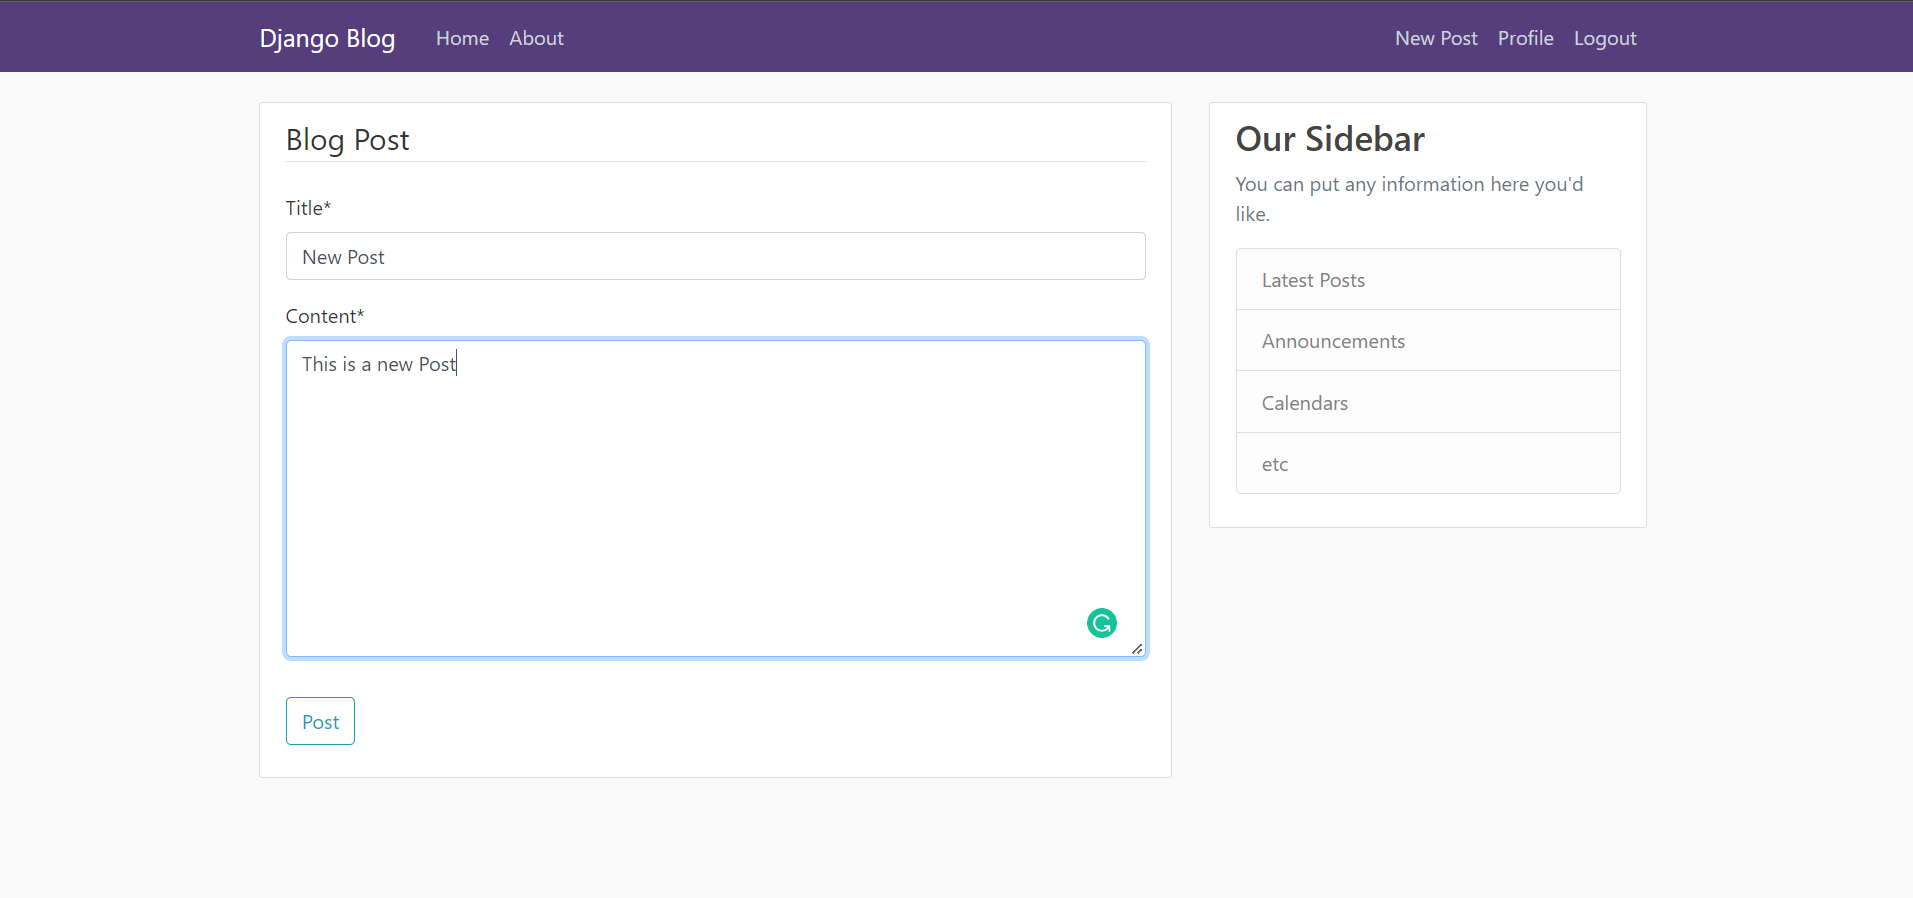 Django Blog Home About New Post Profile Logout
Blog Post
Title*
New Post
Content*
This is a new Post
Post
Our Sidebar
You can put any information here you'd
like.
Latest Posts
Announcements
Calendars
etc